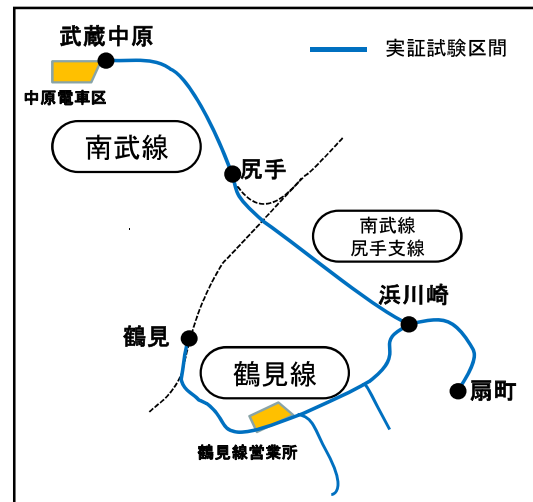 武蔵中原
実証試験区間
中原電車区
南武線
尻手
南武線
尻手支線
浜川崎
鶴見
鶴見線
扇町
鶴見線営業所